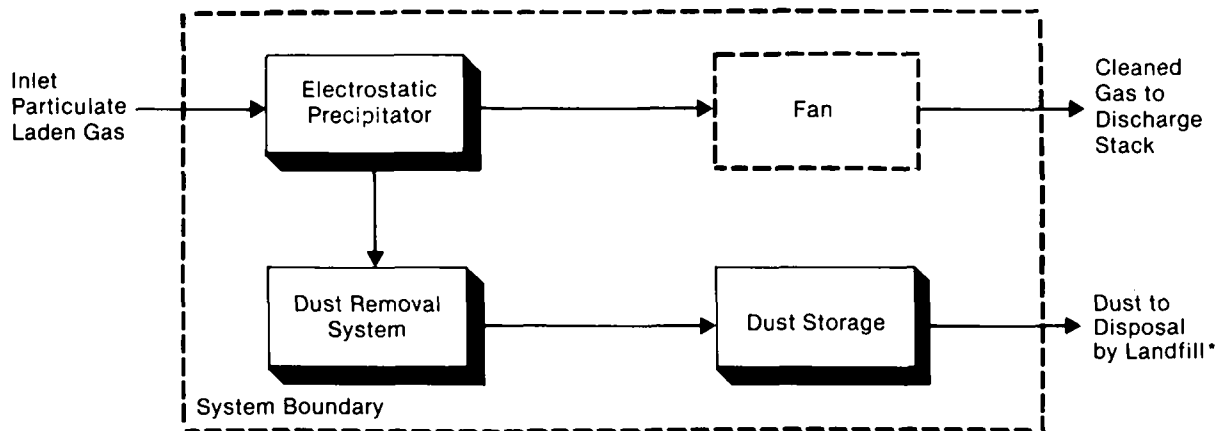 Inlet
Particulate
Laden Gas
Electrostatic
Precipitator
Fan
Cleaned
Gas to
Discharge
Stack
Dust Removal
System
Dust Storage
Dust to
Disposal
by Landfill*
System Boundary